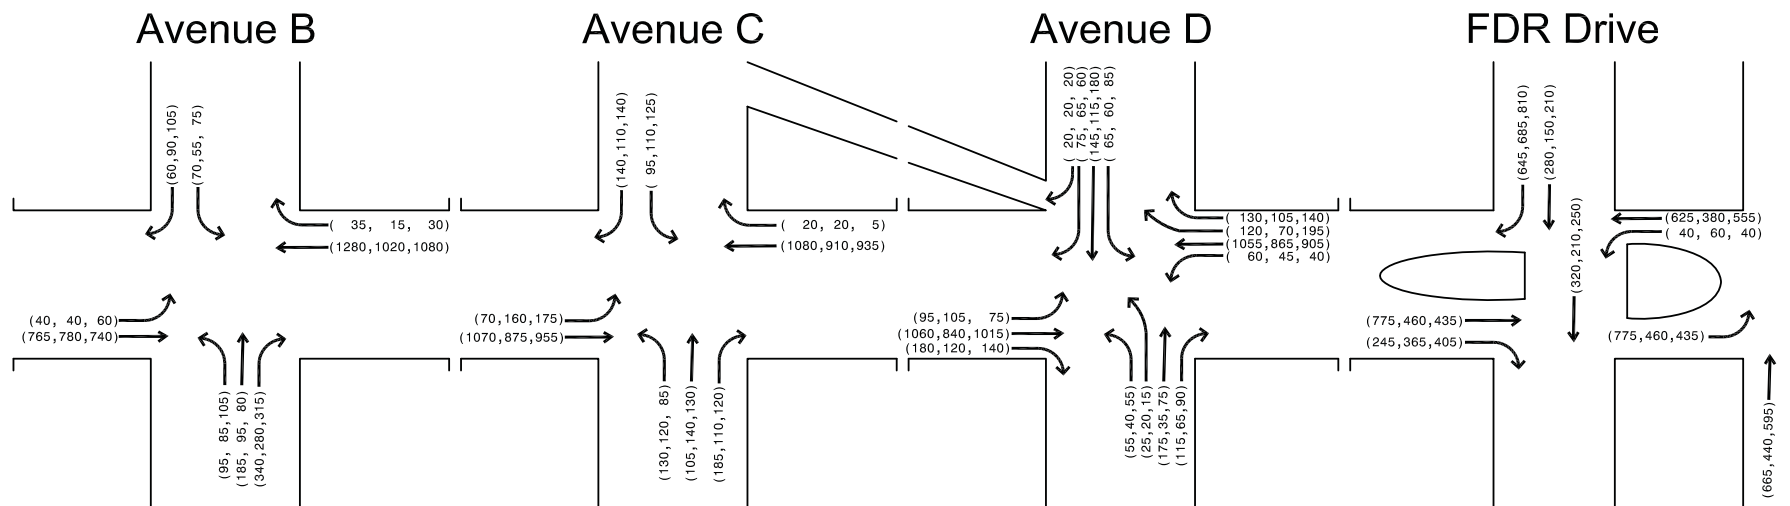 Avenue B
Avenue C
Avenue D
FDR Drive
(60,90,105)
(70,55, 75)
( 35, 15, 30)
(1280,1020,1080)
(40, 40, 60)
(765,780,740)
(95, 85,105)
(185, 95, 80)
(340,280,315)
(140,110,140)
( 95,110,125)
( 20, 20, 5)
(1080,910,935)
(70,160,175)
(1070,875,955)
(130,120, 85)
(105,140,130)
(185,110,120)
( 20, 20, 20)
( 75, 65, 60)
(145,115,180)
( 65, 60, 85)
( 130,105,140)
( 120, 70,195)
(1055,865,905)
( 60, 45, 40)
(95,105, 75)
(1060,840,1015)
(180,120, 140)
(55,40,55)
(25,20,15)
(175,35,75)
(115,65,90)
(645,685,810)
(280,150,210)
(320,210,250)
(625,380,555)
( 40, 60, 40)
(775,460,435)
(245,365,405)
(775,460,435)
(665,440,595)